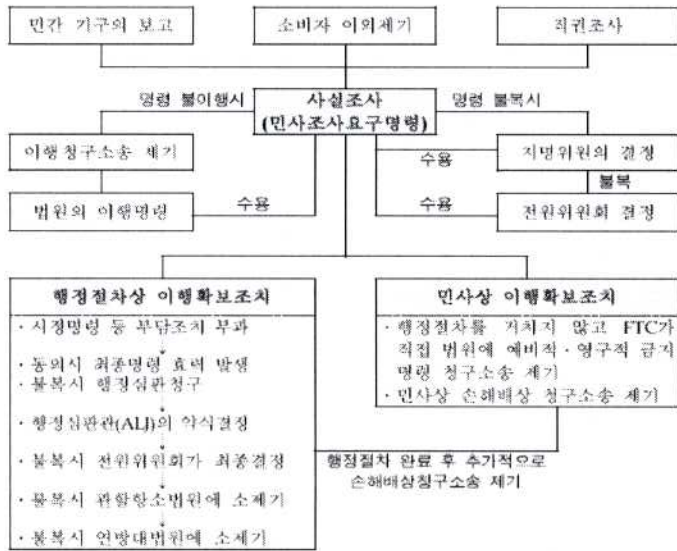 민간 기구의 보고
소비자 이의제기
직권조사
명령 불이행시
사실조사
(민사조사요구명령)
명령 불복시
이행청구소송 제기
수용
지명위원의 결정
불복
법원의 이행명령
수용
수용
전원위원회 결정
행정절차상 이행확보조치
· 시정명령 등 부담조치 부과
· 동의시 최종명령 효력 발생
· 불복시 행정심판청구
· 행정심판관(ALJ)의 약식결정
· 불복시 전원위원회가 최종결정
· 불복시 관할항소법원에 소제기
· 불복시 연방대법원에 소제기
민사상 이행확보조치
· 행정절차를 거치지 않고 FTC가
직접 법원에 예비적·영구적 금지
명령 청구소송 제기
· 민사상 손해배상 청구소송 제기
행정절차 완료 후 추가적으로
손해배상청구소송 제기